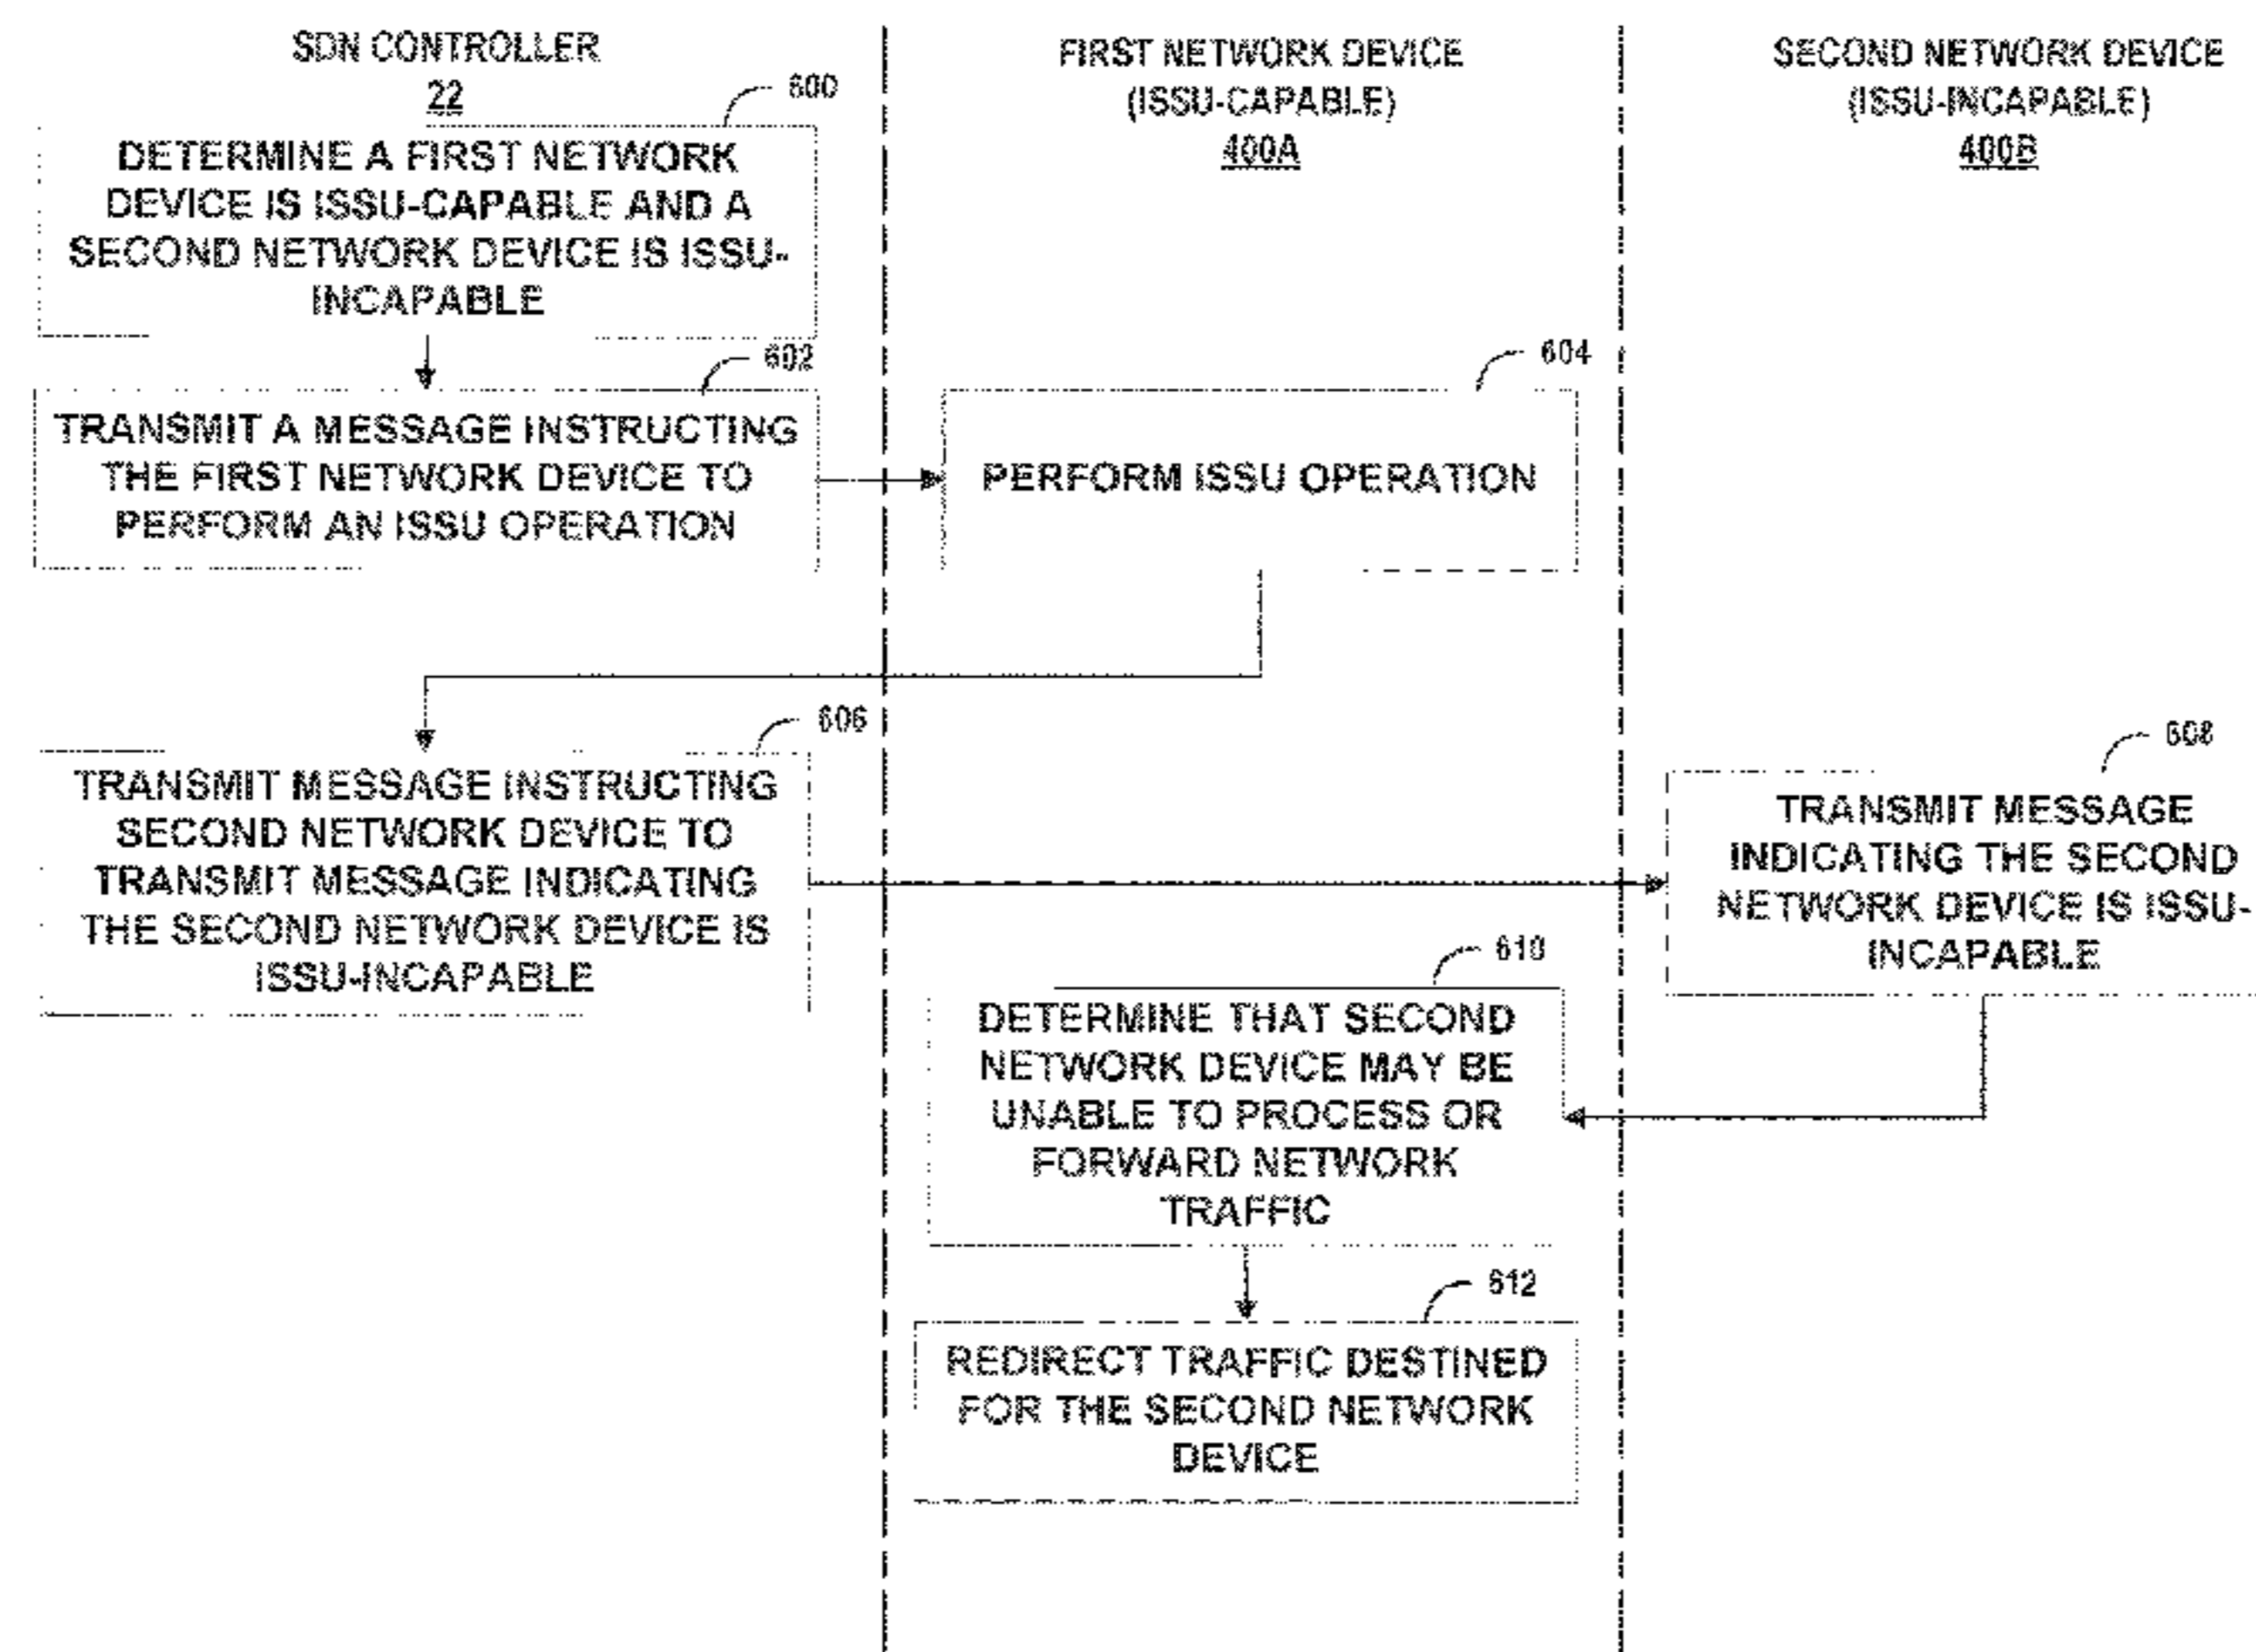 SDN CONTROLLER
22
600
DETERMINE A FIRST NETWORK
DEVICE IS ISSU-CAPABLE AND A
SECOND NETWORK DEVICE IS ISSU-
INCAPABLE
602
TRANSMIT A MESSAGE INSTRUCTING
THE FIRST NETWORK DEVICE TO
PERFORM AN ISSU OPERATION
FIRST NETWORK DEVICE
(ISSU-CAPABLE)
400A
604
PERFORM ISSU OPERATION
SECOND NETWORK DEVICE
(ISSU-INCAPABLE)
400B
606
TRANSMIT MESSAGE INSTRUCTING
SECOND NETWORK DEVICE TO
TRANSMIT MESSAGE INDICATING
THE SECOND NETWORK DEVICE IS
ISSU-INCAPABLE
608
TRANSMIT MESSAGE
INDICATING THE SECOND
NETWORK DEVICE IS ISSU-
INCAPABLE
610
DETERMINE THAT SECOND
NETWORK DEVICE MAY BE
UNABLE TO PROCESS OR
FORWARD NETWORK
TRAFFIC
612
REDIRECT TRAFFIC DESTINED
FOR THE SECOND NETWORK
DEVICE